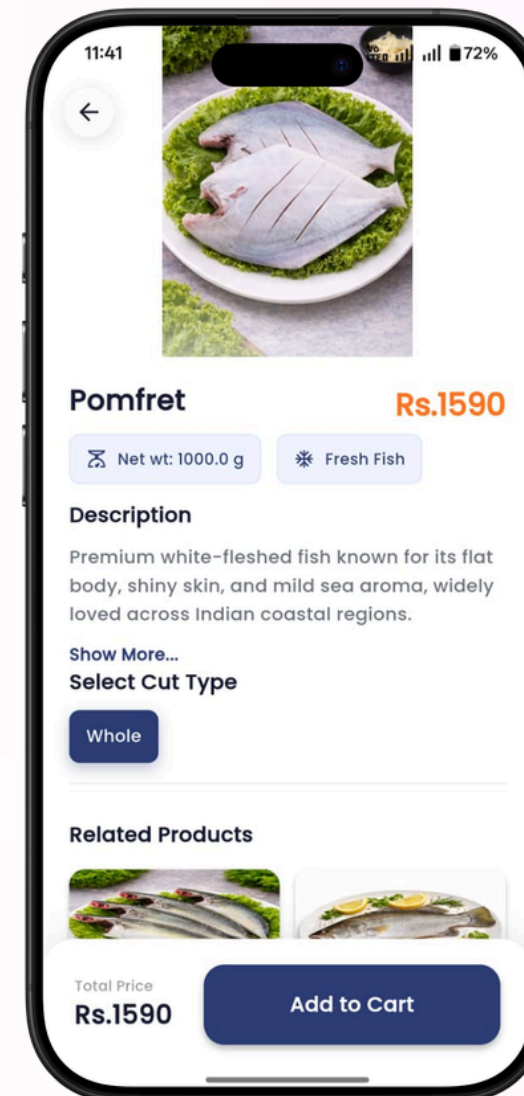 11:41
VO
LTE
72%
Pomfret
Rs.1590
Net wt: 1000.0 g
Fresh Fish
Description
Premium white-fleshed fish known for its flat
body, shiny skin, and mild sea aroma, widely
loved across Indian coastal regions.
Show More...
Select Cut Type
Whole
Related Products
Total Price
Rs.1590
Add to Cart